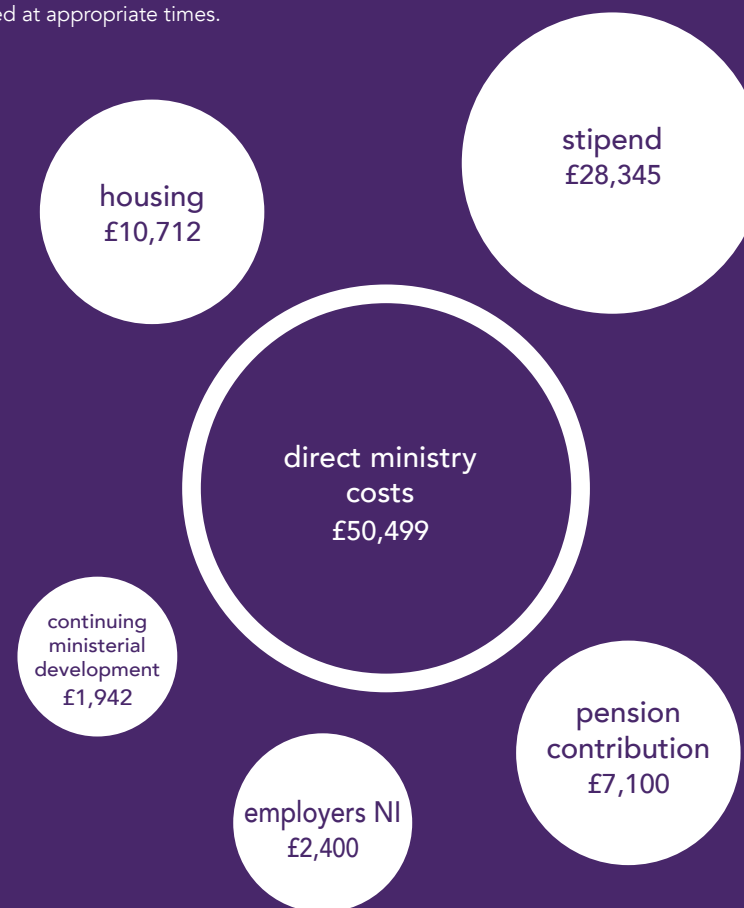 at appropriate times.
housing
£10,712
stipend
£28,345
direct ministry
costs
£50,499
continuing
ministerial
development
£1,942
employers NI
£2,400
pension
contribution
£7,100